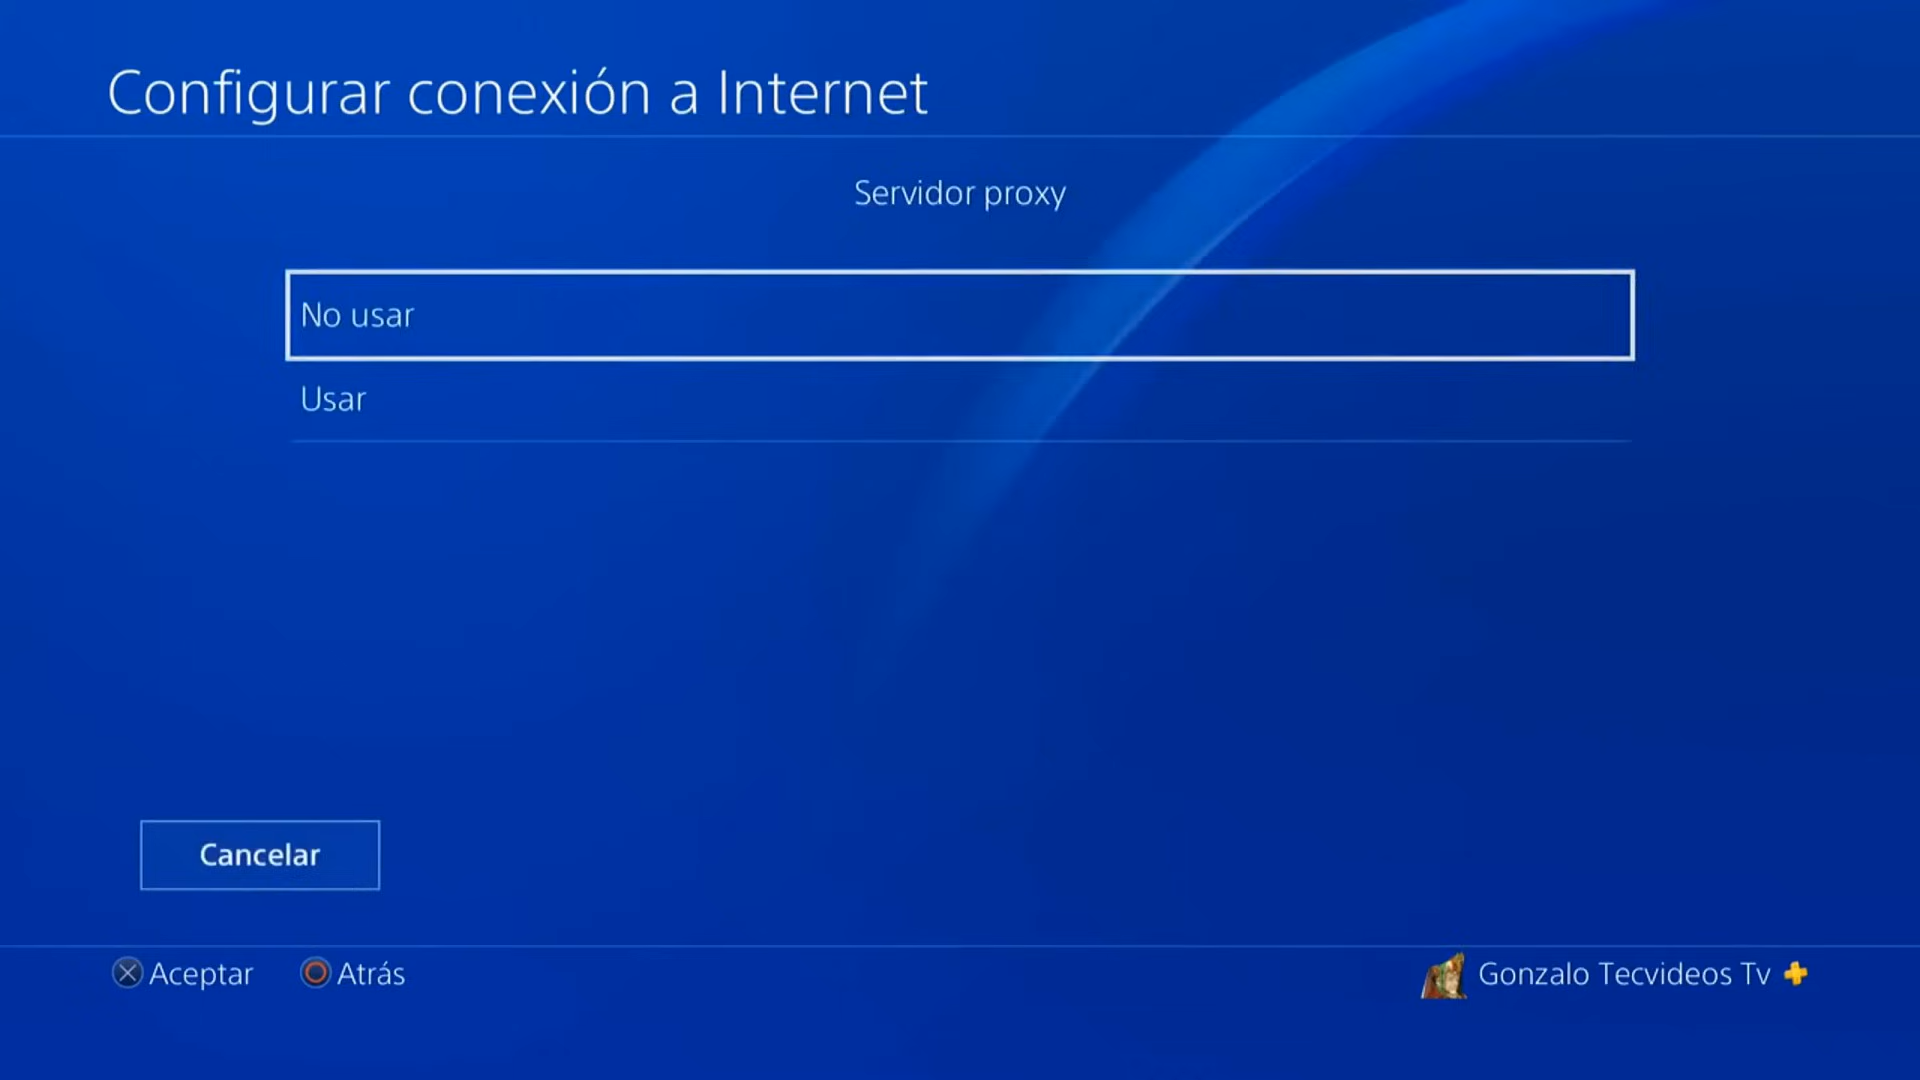 Configurar conexión a Internet
Servidor proxy
No usar
Usar
Cancelar
Aceptar Atrás Gonzalo Tecvideos Tv